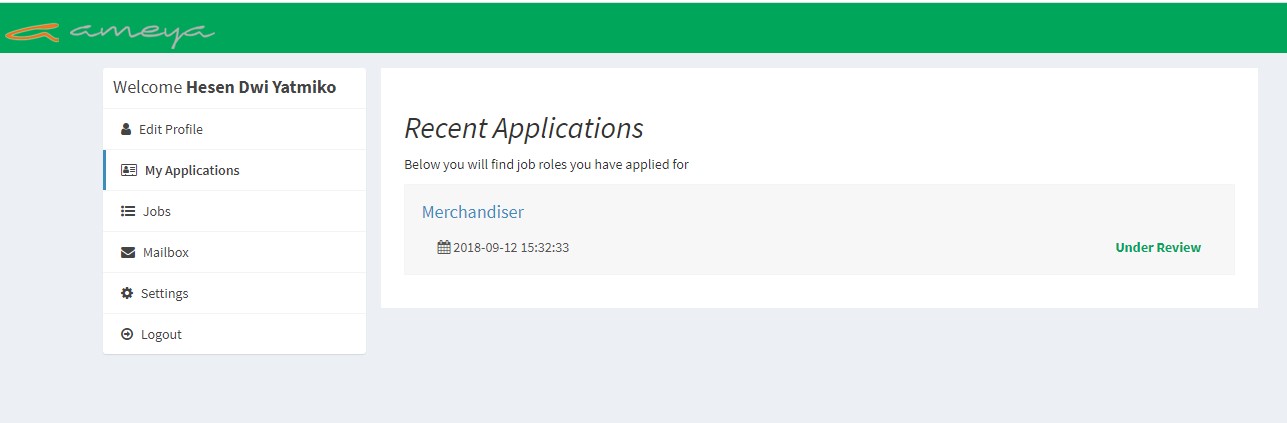 ameya
Welcome Hesen Dwi Yatmiko
Edit Profile
My Applications
Jobs
Mailbox
Settings
Logout
Recent Applications
Below you will find job roles you have applied for
Merchandiser
2018-09-12 15:32:33
Under Review